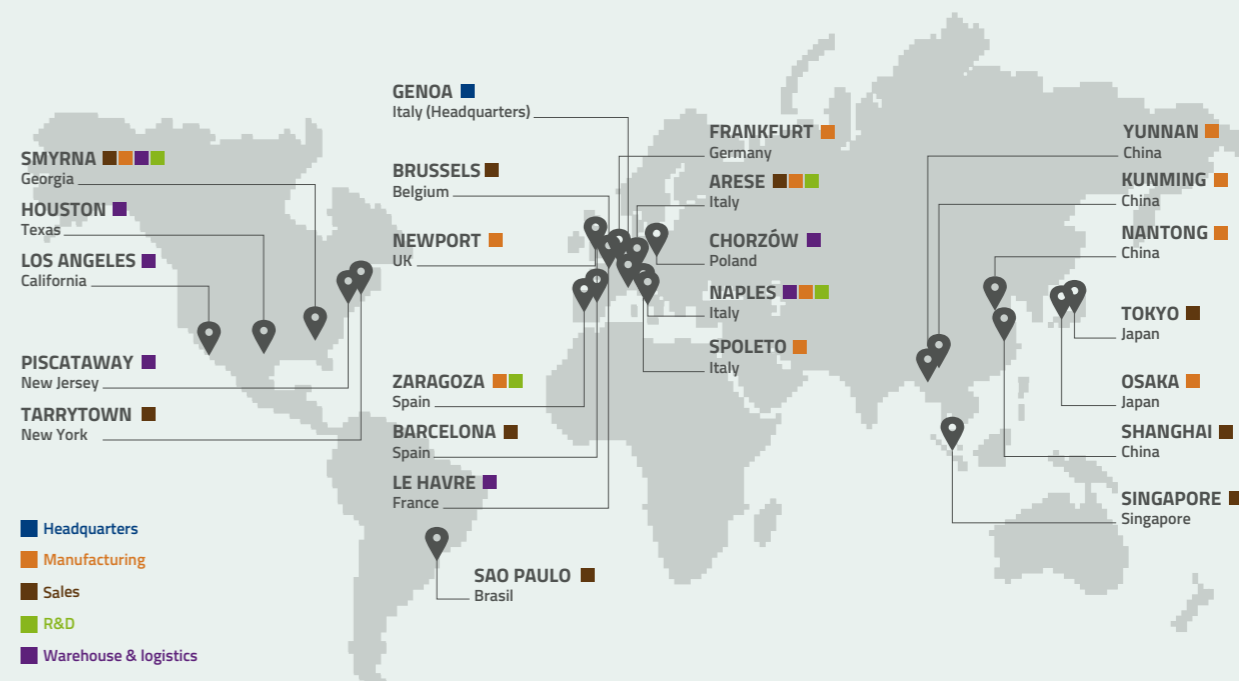 GENOA
Italy (Headquarters)
SMYRNA
Georgia
HOUSTON
Texas
LOS ANGELES
California
PISCATAWAY
New Jersey
TARRYTOWN
New York
BRUSSELS
Belgium
NEWPORT
UK
ZARAGOZA
Spain
BARCELONA
Spain
LE HAVRE
France
SAO PAULO
Brasil
FRANKFURT
Germany
ARESE
Italy
CHORZÓW
Poland
NAPLES
Italy
SPOLETO
Italy
YUNNAN
China
KUNMING
China
NANTONG
China
TOKYO
Japan
OSAKA
Japan
SHANGHAI
China
SINGAPORE
Singapore
Headquarters
Manufacturing
Sales
R&D
Warehouse & logistics